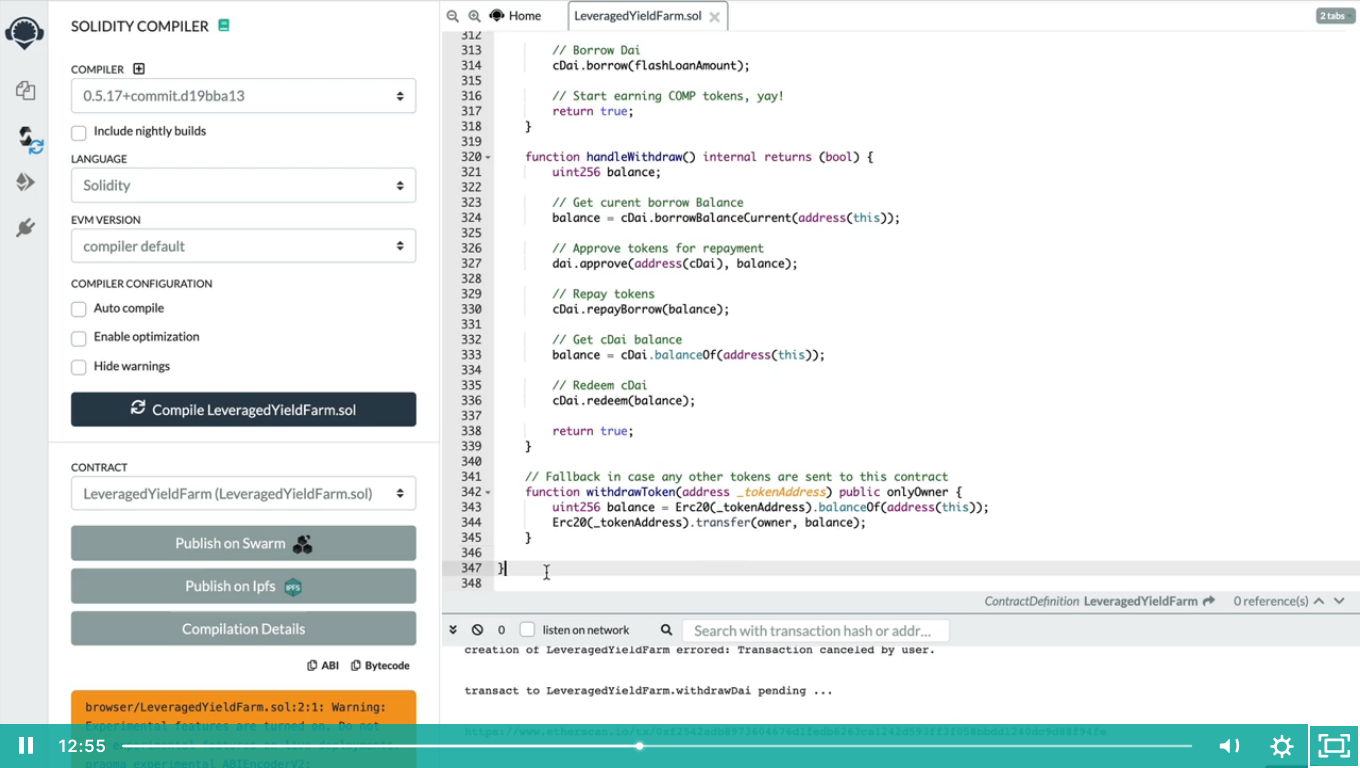 SOLIDITY COMPILER
COMPILER
0.5.17+commit.d19bba13
Include nightly builds
LANGUAGE
Solidity
EVM VERSION
compiler default
COMPILER CONFIGURATION
Auto compile
Enable optimization
Hide warnings
Compile LeveragedYieldFarm.sol
CONTRACT
LeveragedYieldFarm (LeveragedYieldFarm.sol)
Publish on Swarm
Publish on Ipfs
IPFS
Compilation Details
ABI Bytecode
browser/LeveragedYieldFarm.sol:2:1: Warning:
Experimental features are turned on. Do not
pragma experimental ABIEncoderV2;
Home LeveragedYieldFarm.sol 2 tabs
312
313 // Borrow Dai
314 cDai.borrow(flashLoanAmount);
315
316 // Start earning COMP tokens, yay!
317 return true;
318 }
319
320 function handleWithdraw() internal returns (bool) {
321 uint256 balance;
322
323 // Get curent borrow Balance
324 balance = cDai.borrowBalanceCurrent(address(this));
325
326 // Approve tokens for repayment
327 dai.approve(address(cDai), balance);
328
329 // Repay tokens
330 cDai.repayBorrow(balance);
331
332 // Get cDai balance
333 balance = cDai.balanceOf(address(this));
334
335 // Redeem cDai
336 cDai.redeem(balance);
337
338 return true;
339 }
340
341 // Fallback in case any other tokens are sent to this contract
342 function withdrawToken(address _tokenAddress) public onlyOwner {
343 uint256 balance = Erc20(_tokenAddress).balanceOf(address(this));
344 Erc20(_tokenAddress).transfer(owner, balance);
345 }
346
347 }
348
ContractDefinition LeveragedYieldFarm 0 reference(s)
0 listen on network Search with transaction hash or addr...
creation of LeveragedYieldFarm errored: Transaction canceled by user.
transact to LeveragedYieldFarm.withdrawDai pending ...
12:55